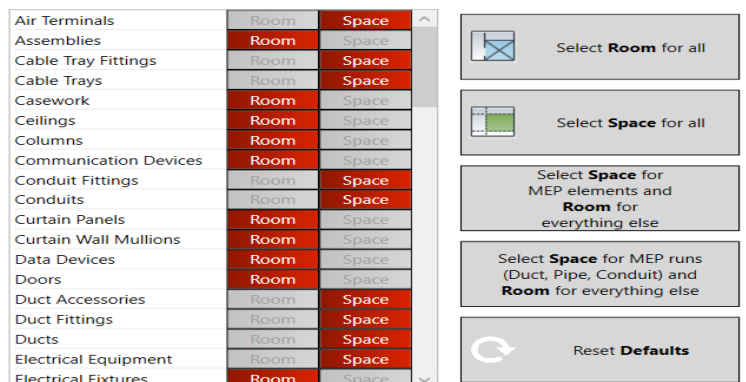 Air Terminals Room Space
Assemblies Room Space
Cable Tray Fittings Room Space
Cable Trays Room Space
Casework Room Space
Ceilings Room Space
Columns Room Space
Communication Devices Room Space
Conduit Fittings Room Space
Conduits Room Space
Curtain Panels Room Space
Curtain Wall Mullions Room Space
Data Devices Room Space
Doors Room Space
Duct Accessories Room Space
Duct Fittings Room Space
Ducts Room Space
Electrical Equipment Room Space
Electrical Fixtures Room Space
Select Room for all
Select Space for all
Select Space for
MEP elements and
Room for
everything else
Select Space for MEP runs
(Duct, Pipe, Conduit) and
Room for everything else
Reset Defaults